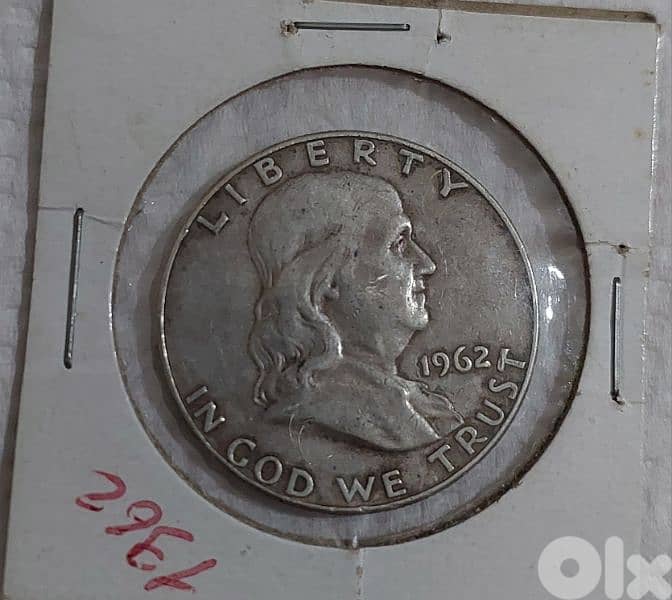 LIBERTY
1962
IN GOD WE TRUST
1962
Olx